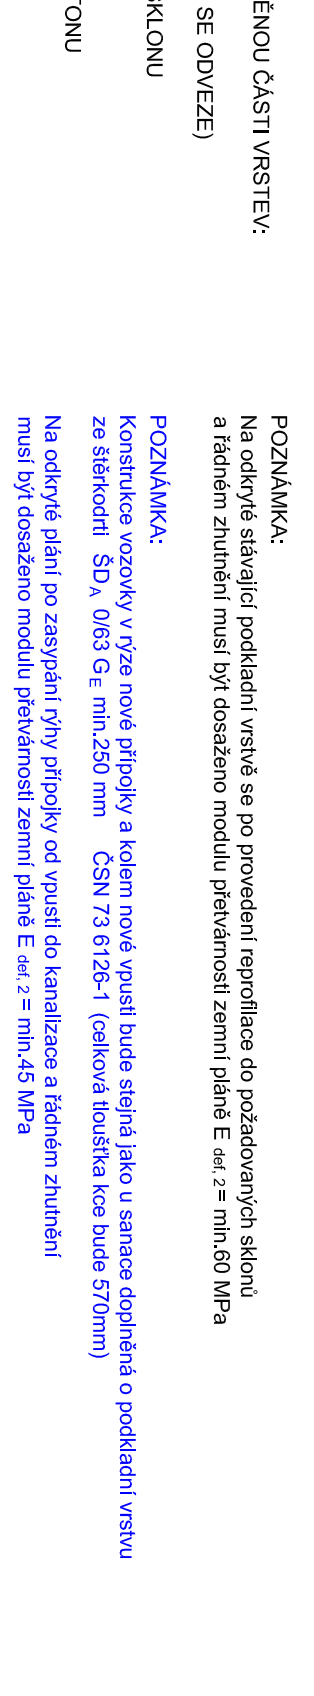 ĚNOU ČÁSTI VRSTEV:
SE ODVEZE)
SKLONU
TONU
POZNÁMKA:
Na odkryté stávající podkladní vrstvě se po provedení reprofilace do požadovaných sklonů
a řádném zhutnění musí být dosaženo modulu přetvárnosti zemní pláně E def, 2 = min.60 MPa
POZNÁMKA:
Konstrukce vozovky v rýze nové přípojky a kolem nové vpusti bude stejná jako u sanace doplněná o podkladní vrstvu
ze štěrkodrti ŠDA 0/63 GE min.250 mm ČSN 73 6126-1 (celková tloušťka kce bude 570mm)
Na odkryté plání po zasypání rýhy přípojky od vpusti do kanalizace a řádném zhutnění
musí být dosaženo modulu přetvárnosti zemní pláně E def, 2 = min.45 MPa